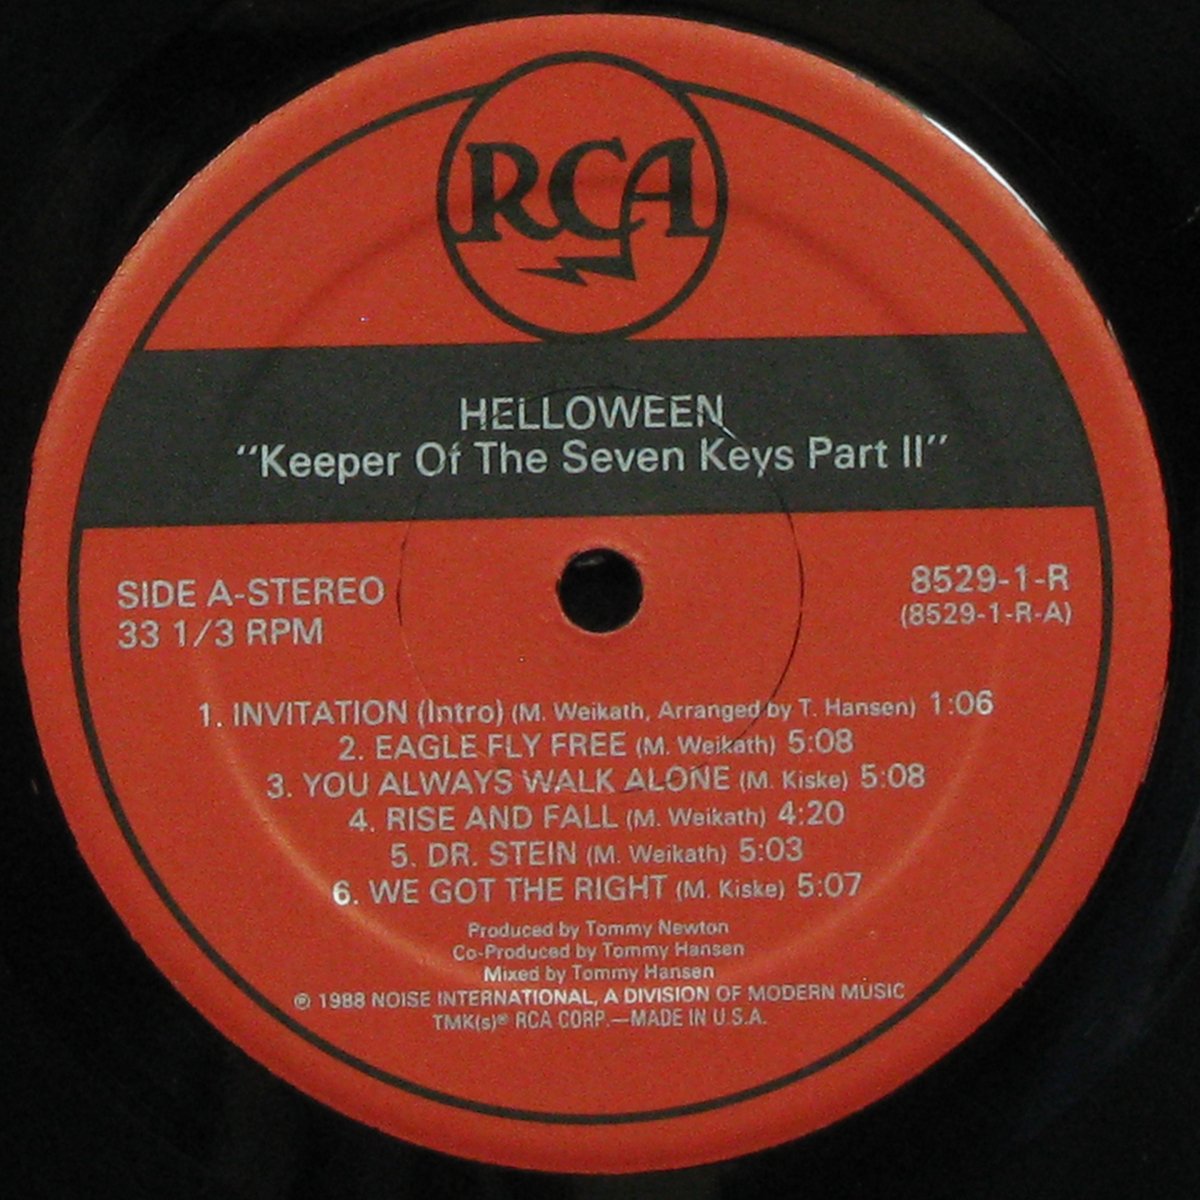 RCA
HELLOWEEN
"Keeper Of The Seven Keys Part II"
SIDE A-STEREO
33 1/3 RPM
8529-1-R
(8529-1-R-A)
1. INVITATION (Intro) (M. Weikath, Arranged by T. Hansen) 1:06
2. EAGLE FLY FREE (M. Weikath) 5:08
3. YOU ALWAYS WALK ALONE (M. Kiske) 5:08
4. RISE AND FALL (M. Weikath) 4:20
5. DR. STEIN (M. Weikath) 5:03
6. WE GOT THE RIGHT (M. Kiske) 5:07
Produced by Tommy Newton
Co-Produced by Tommy Hansen
Mixed by Tommy Hansen
℗ 1988 NOISE INTERNATIONAL, A DIVISION OF MODERN MUSIC
TMK(s)® RCA CORP.—MADE IN U.S.A.